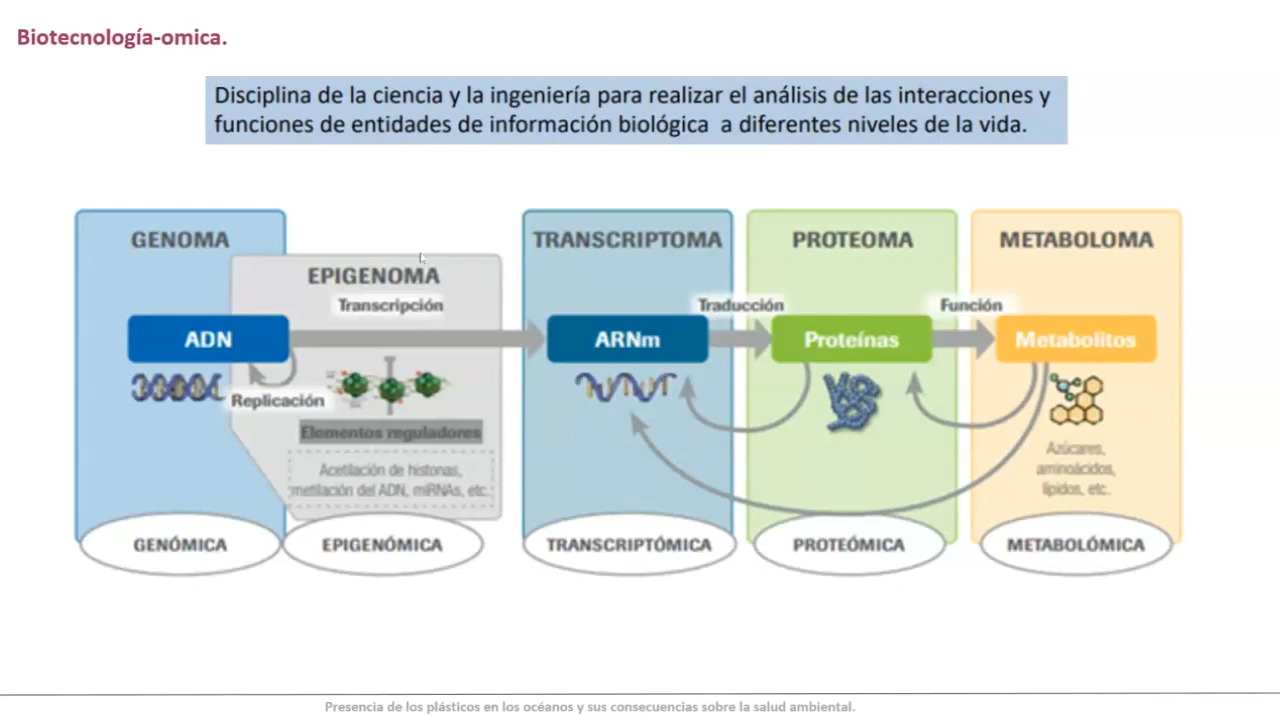 Biotecnología-omica.
Disciplina de la ciencia y la ingeniería para realizar el análisis de las interacciones y
funciones de entidades de información biológica a diferentes niveles de la vida.
GENOMA
EPIGENOMA
TRANSCRIPTOMA
PROTEOMA
METABOLOMA
Transcripción
Traducción
Función
ADN
ARNm
Proteínas
Metabolitos
Replicación
Elementos reguladores
Acetilación de histonas,
metilación del ADN, miRNAs, etc.
Azúcares,
aminoácidos,
lípidos, etc.
GENÓMICA
EPIGENÓMICA
TRANSCRIPTÓMICA
PROTEÓMICA
METABOLÓMICA
Presencia de los plásticos en los océanos y sus consecuencias sobre la salud ambiental.